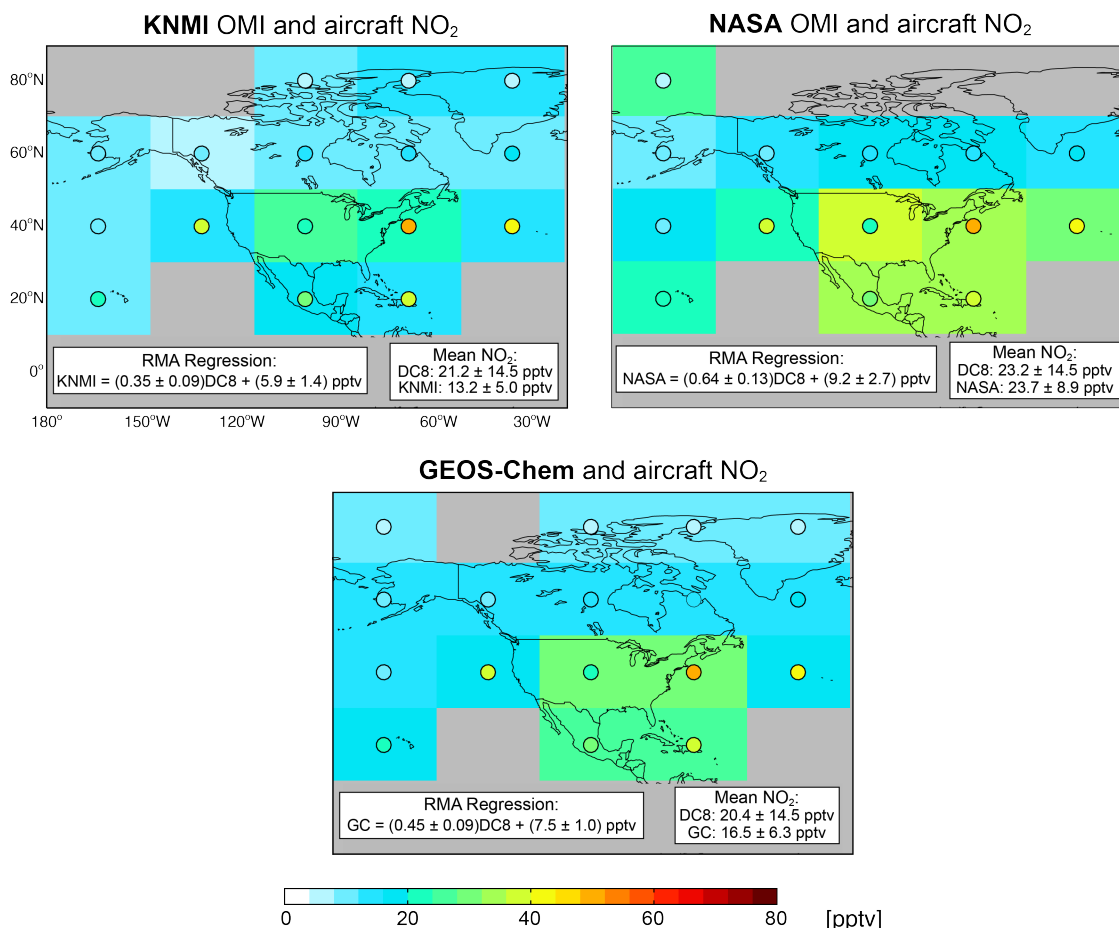 KNMI OMI and aircraft NO₂
NASA OMI and aircraft NO₂
80°N
60°N
40°N
20°N
0°
RMA Regression:
KNMI = (0.35 ± 0.09)DC8 + (5.9 ± 1.4) pptv
Mean NO₂:
DC8: 21.2 ± 14.5 pptv
KNMI: 13.2 ± 5.0 pptv
RMA Regression:
NASA = (0.64 ± 0.13)DC8 + (9.2 ± 2.7) pptv
Mean NO₂:
DC8: 23.2 ± 14.5 pptv
NASA: 23.7 ± 8.9 pptv
180° 150°W 120°W 90°W 60°W 30°W
GEOS-Chem and aircraft NO₂
RMA Regression:
GC = (0.45 ± 0.09)DC8 + (7.5 ± 1.0) pptv
Mean NO₂:
DC8: 20.4 ± 14.5 pptv
GC: 16.5 ± 6.3 pptv
0 20 40 60 80 [pptv]